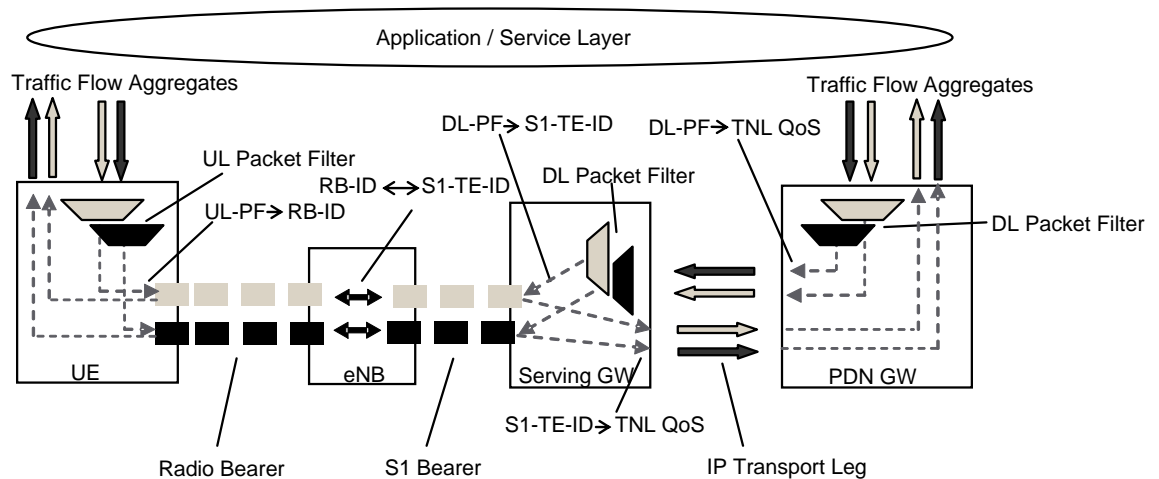 Application / Service Layer
Traffic Flow Aggregates
Traffic Flow Aggregates
DL-PF→S1-TE-ID
DL-PF→TNL QoS
UL Packet Filter
RB-ID ↔ S1-TE-ID
DL Packet Filter
UL-PF→RB-ID
DL Packet Filter
UE
eNB
Serving GW
PDN GW
S1-TE-ID→TNL QoS
Radio Bearer
S1 Bearer
IP Transport Leg